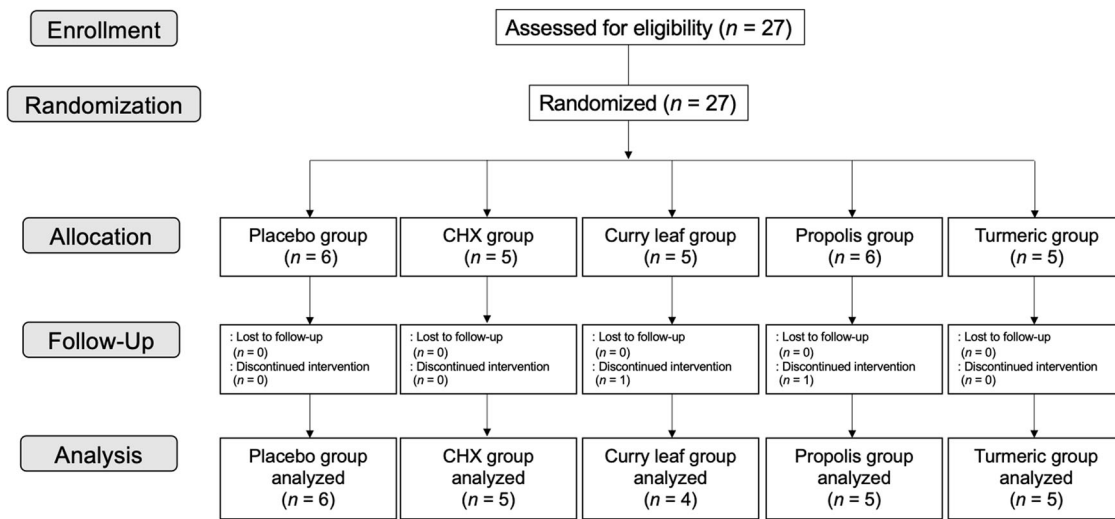 Enrollment
Assessed for eligibility (n = 27)
Randomization
Randomized (n = 27)
Allocation
Placebo group
(n = 6)
CHX group
(n = 5)
Curry leaf group
(n = 5)
Propolis group
(n = 6)
Turmeric group
(n = 5)
Follow-Up
: Lost to follow-up
(n = 0)
: Discontinued intervention
(n = 0)
: Lost to follow-up
(n = 0)
: Discontinued intervention
(n = 0)
: Lost to follow-up
(n = 0)
: Discontinued intervention
(n = 1)
: Lost to follow-up
(n = 0)
: Discontinued intervention
(n = 1)
: Lost to follow-up
(n = 0)
: Discontinued intervention
(n = 0)
Analysis
Placebo group
analyzed
(n = 6)
CHX group
analyzed
(n = 5)
Curry leaf group
analyzed
(n = 4)
Propolis group
analyzed
(n = 5)
Turmeric group
analyzed
(n = 5)